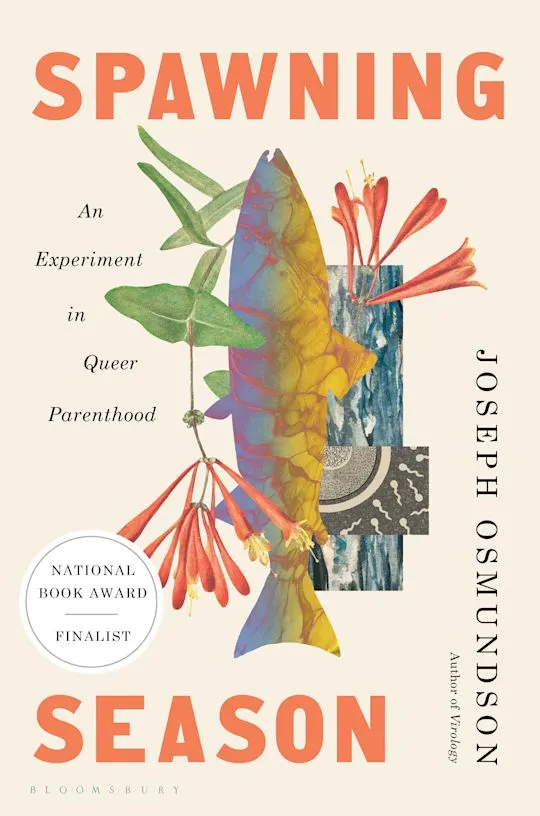 SPAWNING
An
Experiment
in
Queer
Parenthood
JOSEPH OSMUNDSON
Author of Virology
NATIONAL
BOOK AWARD
FINALIST
SEASON
BLOOMSBURY